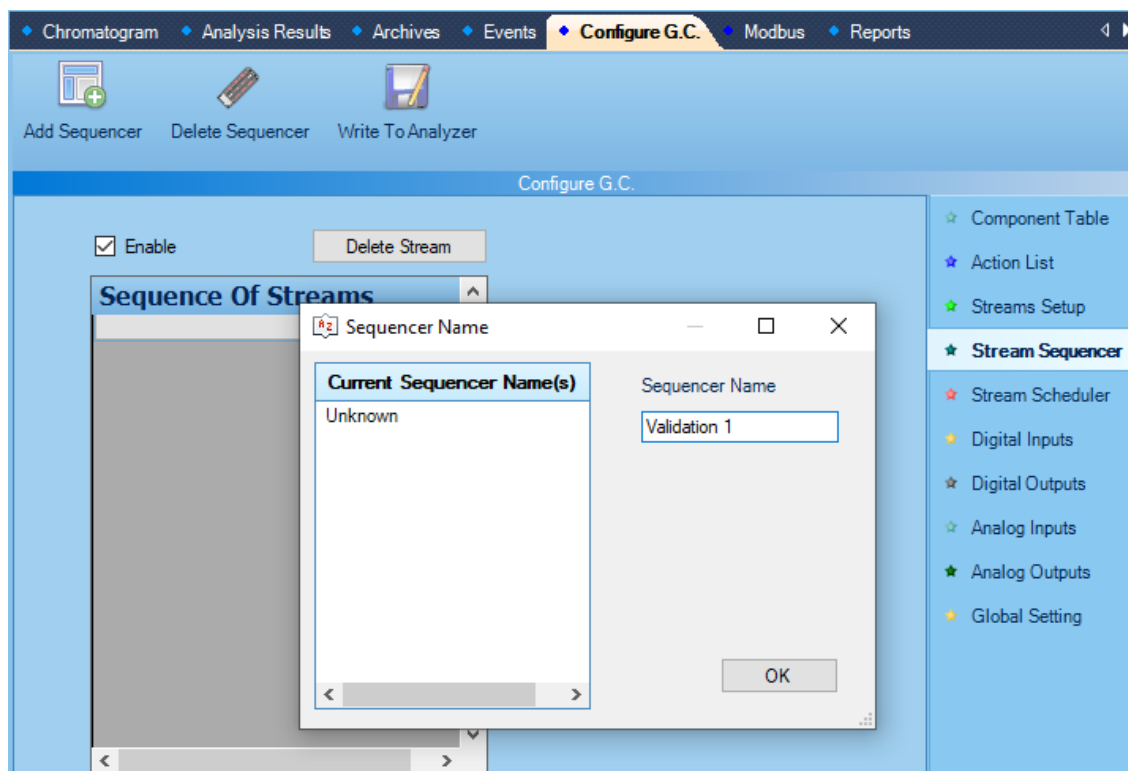 Chromatogram Analysis Results Archives Events Configure G.C. Modbus Reports
Add Sequencer Delete Sequencer Write To Analyzer
Configure G.C.
Enable Delete Stream
Sequence Of Streams
Sequencer Name
Current Sequencer Name(s)
Unknown
Sequencer Name
Validation 1
OK
Component Table
Action List
Streams Setup
Stream Sequencer
Stream Scheduler
Digital Inputs
Digital Outputs
Analog Inputs
Analog Outputs
Global Setting